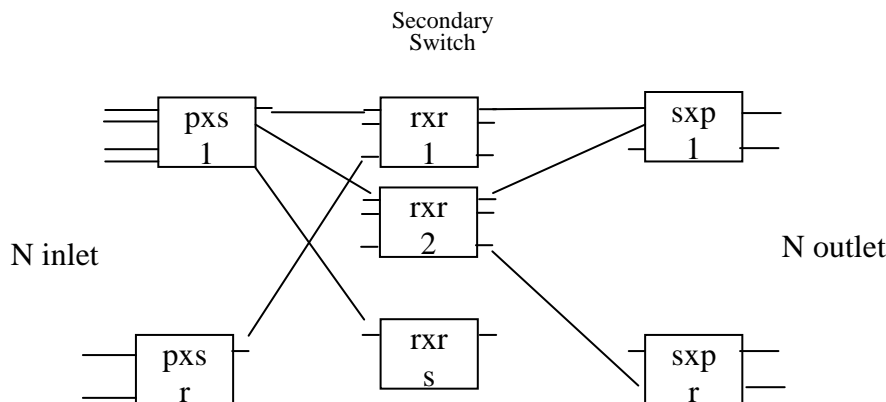 Secondary
Switch
pxs
1
rxr
1
sxp
1
rxr
2
N inlet
N outlet
rxr
s
pxs
r
sxp
r